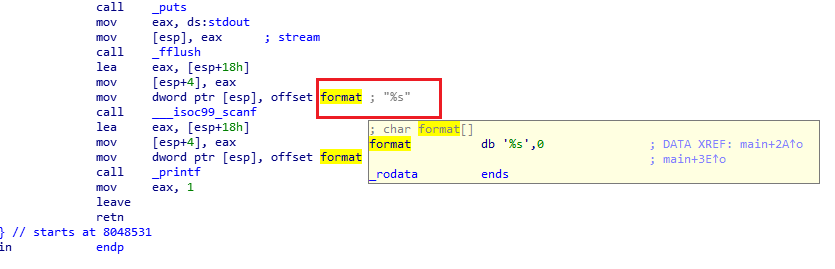 call _puts
mov eax, ds:stdout
mov [esp], eax ; stream
call _fflush
lea eax, [esp+18h]
mov [esp+4], eax
mov dword ptr [esp], offset format ; "%s"
call ___isoc99_scanf
lea eax, [esp+18h]
mov [esp+4], eax
mov dword ptr [esp], offset format
call _printf
mov eax, 1
leave
retn
} // starts at 8048531
in endp
; char format[]
format db '%s',0 ; DATA XREF: main+2A↑o
; main+3E↑o
_rodata ends